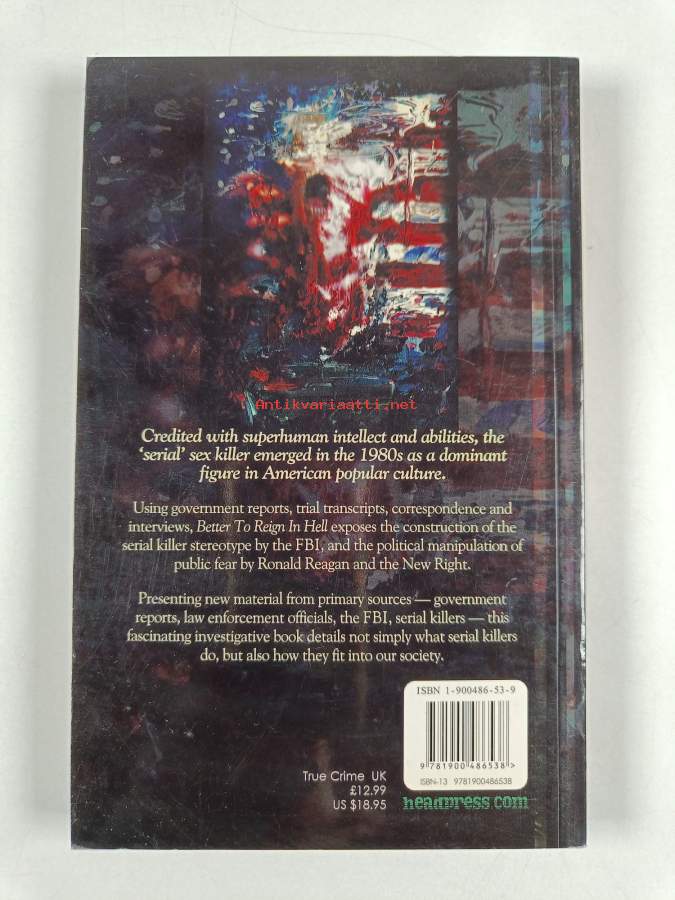 Antikvariaatti.net
Credited with superhuman intellect and abilities, the
‘serial’ sex killer emerged in the 1980s as a dominant
figure in American popular culture.
Using government reports, trial transcripts, correspondence and
interviews, Better To Reign In Hell exposes the construction of the
serial killer stereotype by the FBI, and the political manipulation of
public fear by Ronald Reagan and the New Right.
Presenting new material from primary sources — government
reports, law enforcement officials, the FBI, serial killers — this
fascinating investigative book details not simply what serial killers
do, but also how they fit into our society.
ISBN 1-900486-53-9
9 781900 486538 >
ISBN-13 9781900486538
True Crime UK
£12.99
US $18.95
headpress.com